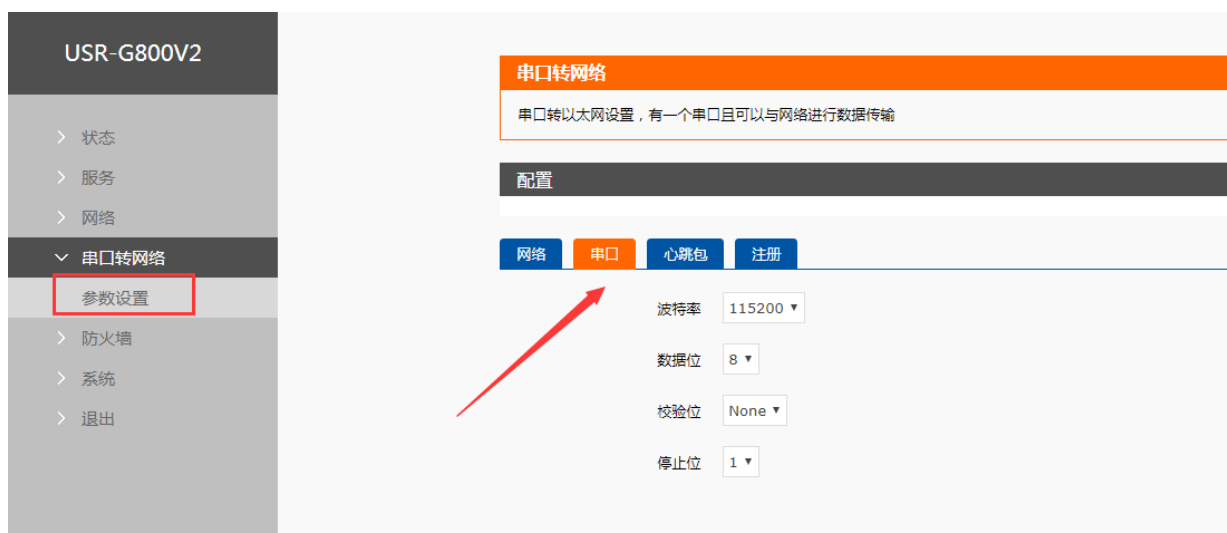 USR-G800V2
状态
服务
网络
串口转网络
参数设置
防火墙
系统
退出
串口转网络
串口转以太网设置，有一个串口且可以与网络进行数据传输
配置
网络 串口 心跳包 注册
波特率 115200
数据位 8
校验位 None
停止位 1